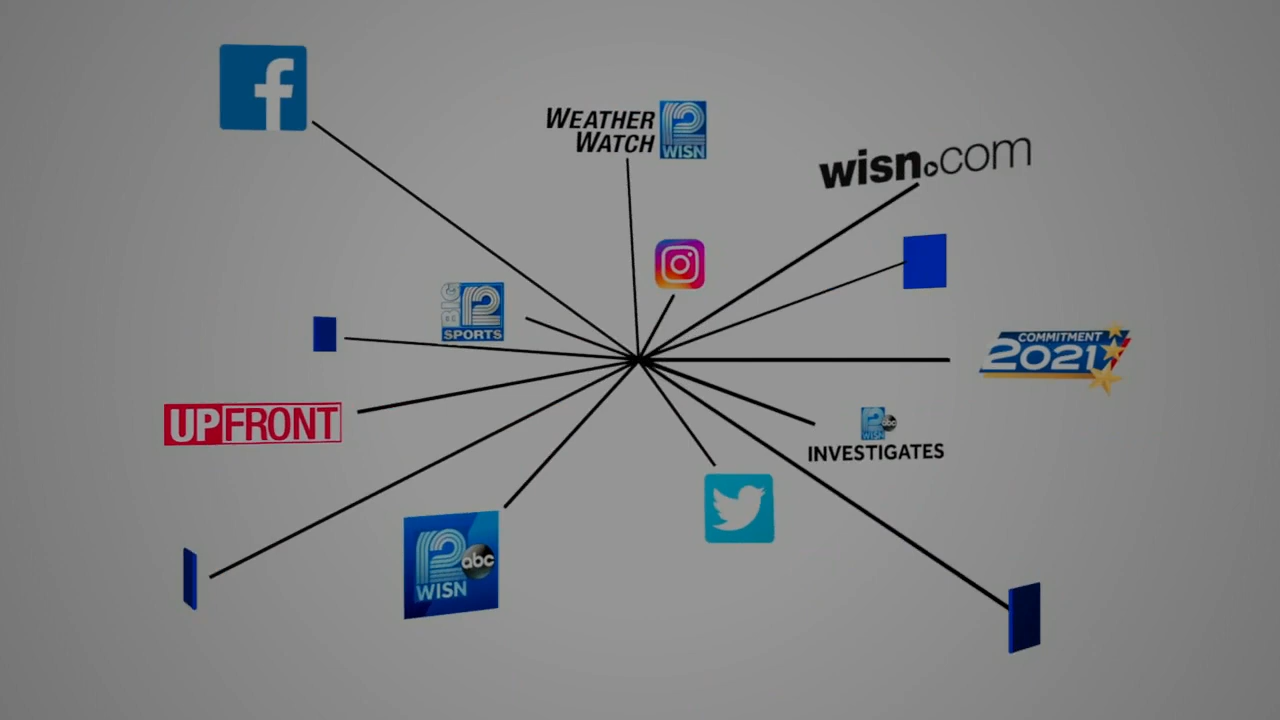 f
WEATHER
WATCH
12
WISN
wisn.com
BIG
12
SPORTS
COMMITMENT
2021
UPFRONT
12
abc
WISN
INVESTIGATES
12
abc
WISN